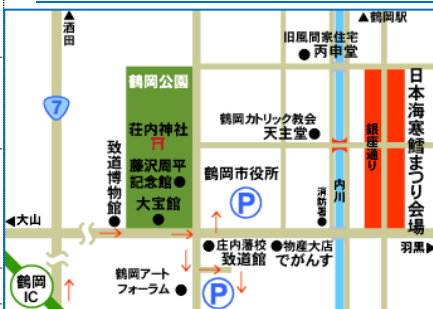 ▲酒田
▲鶴岡駅
旧風間家住宅
●丙申堂
7
鶴岡公園
荘内神社
藤沢周平
記念館●
大宝館
●
致道博物館●
鶴岡カトリック教会
天主堂●
鶴岡市役所
P
消防署●
内川
銀座通り
日本海寒鱈まつり会場
◀大山
羽黒▶
●庄内藩校
致道館
●物産大店
でがんす
鶴岡アート
フォーラム●
P
鶴岡
IC